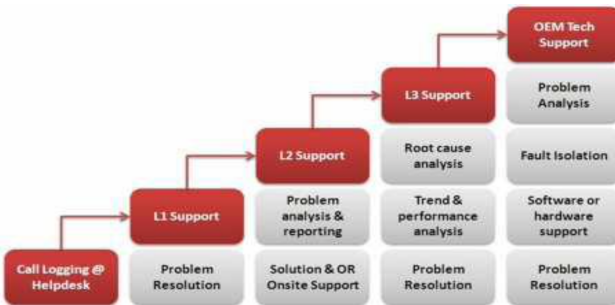 OEM Tech
Support
L3 Support
Problem
Analysis
L2 Support
Root cause
analysis
Fault Isolation
L1 Support
Problem
analysis &
reporting
Trend &
performance
analysis
Software or
hardware
support
Call Logging @
Helpdesk
Problem
Resolution
Solution & OR
Onsite Support
Problem
Resolution
Problem
Resolution